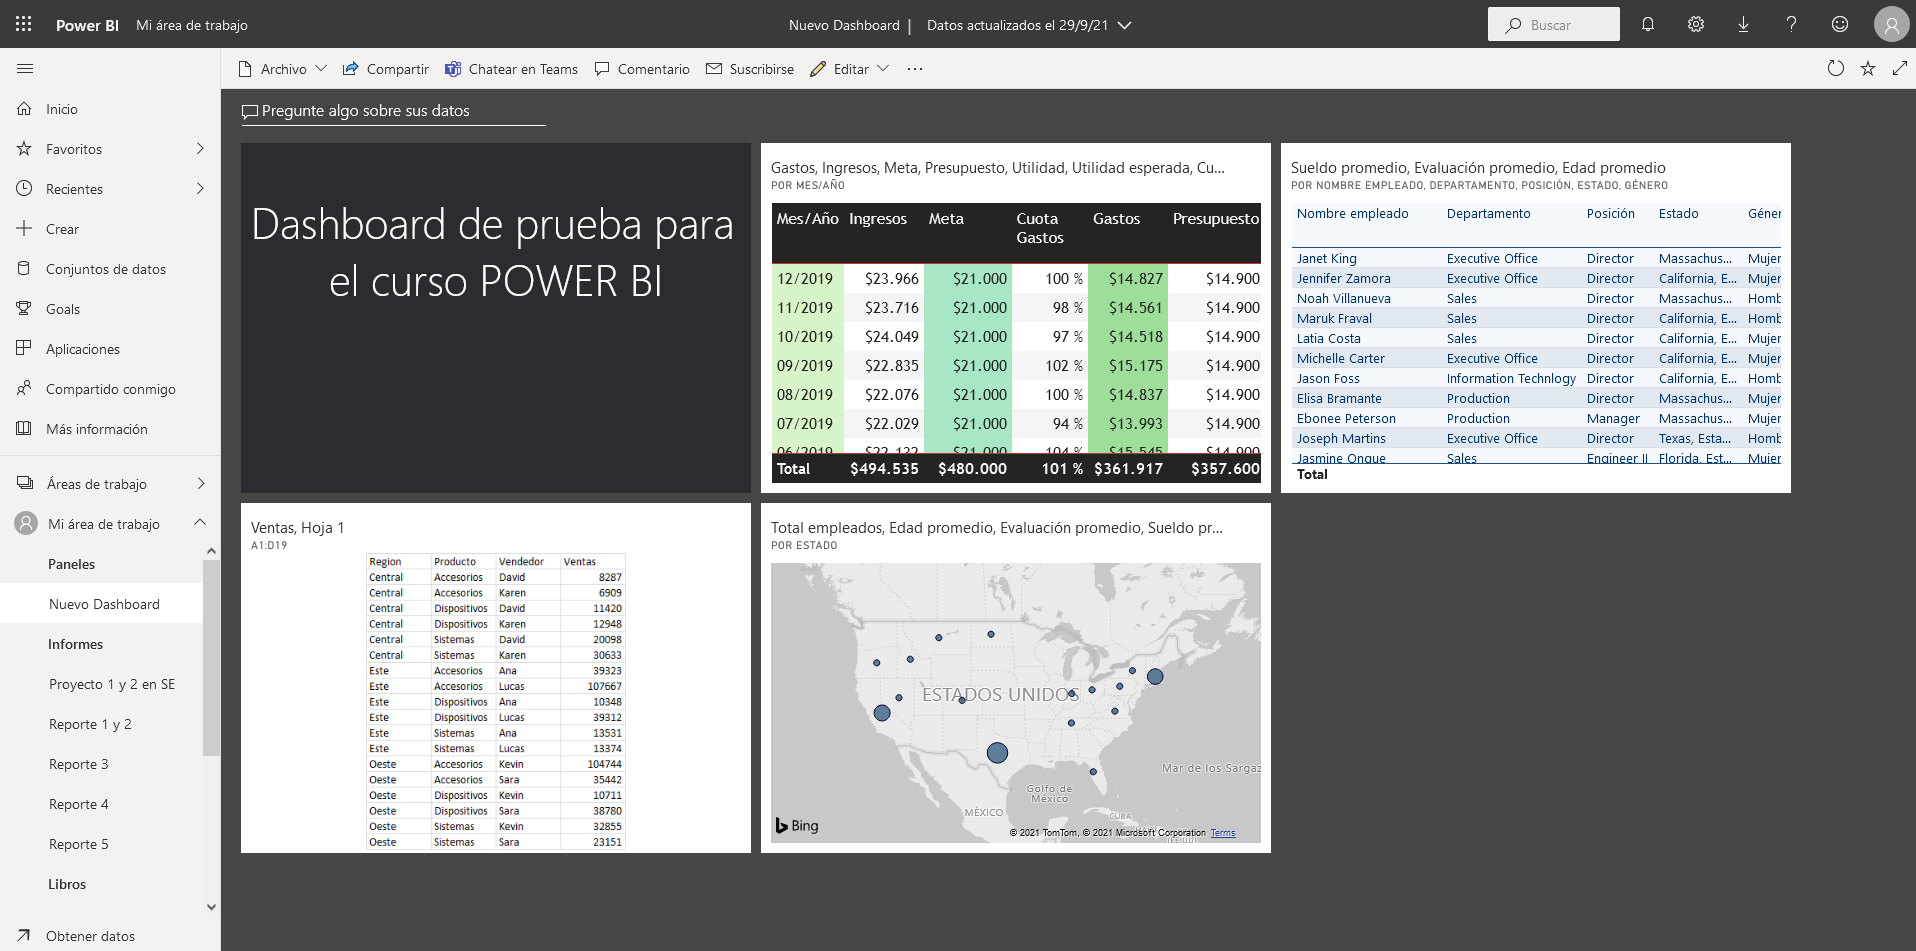 Power BI Mi área de trabajo Nuevo Dashboard | Datos actualizados el 29/9/21 Buscar
Archivo Compartir Chatear en Teams Comentario Suscribirse Editar ...
Inicio
Favoritos
Recientes
Crear
Conjuntos de datos
Goals
Aplicaciones
Compartido conmigo
Más información
Áreas de trabajo
Mi área de trabajo
Paneles
Nuevo Dashboard
Informes
Proyecto 1 y 2 en SE
Reporte 1 y 2
Reporte 3
Reporte 4
Reporte 5
Libros
Obtener datos
Pregunte algo sobre sus datos
Dashboard de prueba para
el curso POWER BI
Gastos, Ingresos, Meta, Presupuesto, Utilidad, Utilidad esperada, Cu...
POR MES/AÑO
Mes/Año Ingresos Meta Cuota Gastos Gastos Presupuesto
12/2019 $23.966 $21.000 100 % $14.827 $14.900
11/2019 $23.716 $21.000 98 % $14.561 $14.900
10/2019 $24.049 $21.000 97 % $14.518 $14.900
09/2019 $22.835 $21.000 102 % $15.175 $14.900
08/2019 $22.076 $21.000 100 % $14.837 $14.900
07/2019 $22.029 $21.000 94 % $13.993 $14.900
06/2019 $22.132 $21.000 104 % $15.545 $14.900
Total $494.535 $480.000 101 % $361.917 $357.600
Sueldo promedio, Evaluación promedio, Edad promedio
POR NOMBRE EMPLEADO, DEPARTAMENTO, POSICIÓN, ESTADO, GÉNERO
Nombre empleado Departamento Posición Estado Géner
Janet King Executive Office Director Massachus... Mujer
Jennifer Zamora Executive Office Director California, E... Mujer
Noah Villanueva Sales Director Massachus... Homb
Maruk Fraval Sales Director California, E... Homb
Latia Costa Sales Director California, E... Mujer
Michelle Carter Executive Office Director California, E... Mujer
Jason Foss Information Technlogy Director California, E... Homb
Elisa Bramante Production Director Massachus... Mujer
Ebonee Peterson Production Manager Massachus... Mujer
Joseph Martins Executive Office Director Texas, Esta... Homb
Jasmine Onque Sales Engineer II Florida, Est... Mujer
Total
Ventas, Hoja 1
A1:D19
Region Producto Vendedor Ventas
Central Accesorios David 8287
Central Accesorios Karen 6909
Central Dispositivos David 11420
Central Dispositivos Karen 12948
Central Sistemas David 20098
Central Sistemas Karen 30633
Este Accesorios Ana 39323
Este Accesorios Lucas 107667
Este Dispositivos Ana 10348
Este Dispositivos Lucas 39312
Este Sistemas Ana 13531
Este Sistemas Lucas 13374
Oeste Accesorios Kevin 104744
Oeste Accesorios Sara 35442
Oeste Dispositivos Kevin 10711
Oeste Dispositivos Sara 38780
Oeste Sistemas Kevin 32855
Oeste Sistemas Sara 23151
Total empleados, Edad promedio, Evaluación promedio, Sueldo pr...
POR ESTADO
ESTADOS UNIDOS
Mar de los Sargaz
Golfo de
México
MÉXICO
CUBA
Bing
© 2021 TomTom, © 2021 Microsoft Corporation Terms